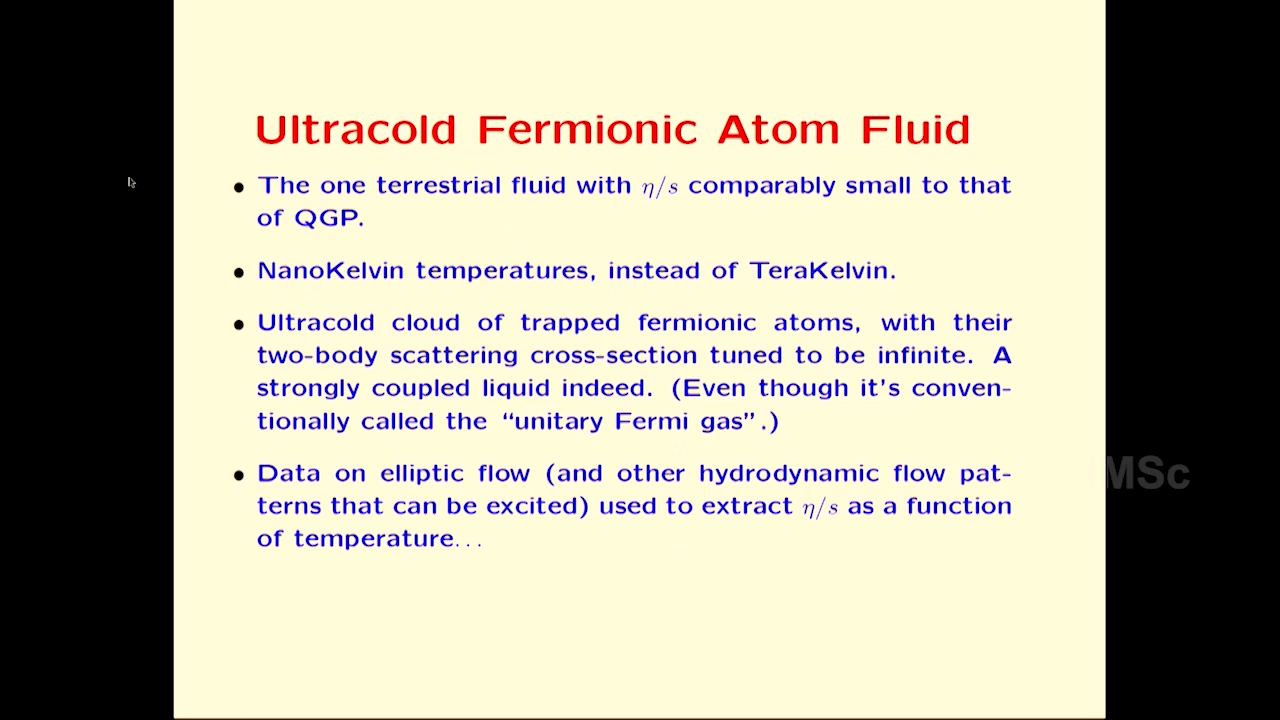 Ultracold Fermionic Atom Fluid
• The one terrestrial fluid with η/s comparably small to that
of QGP.
• NanoKelvin temperatures, instead of TeraKelvin.
• Ultracold cloud of trapped fermionic atoms, with their
two-body scattering cross-section tuned to be infinite. A
strongly coupled liquid indeed. (Even though it's conven-
tionally called the “unitary Fermi gas”.)
• Data on elliptic flow (and other hydrodynamic flow pat-
terns that can be excited) used to extract η/s as a function
of temperature...
IMSc